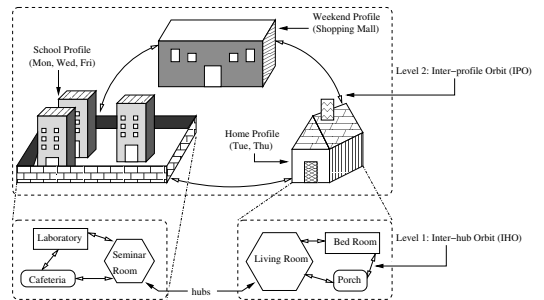 Weekend Profile
(Shopping Mall)
School Profile
(Mon, Wed, Fri)
Level 2: Inter−profile Orbit (IPO)
Home Profile
(Tue, Thu)
Laboratory
Seminar
Room
Cafeteria
hubs
Living Room
Bed Room
Porch
Level 1: Inter−hub Orbit (IHO)